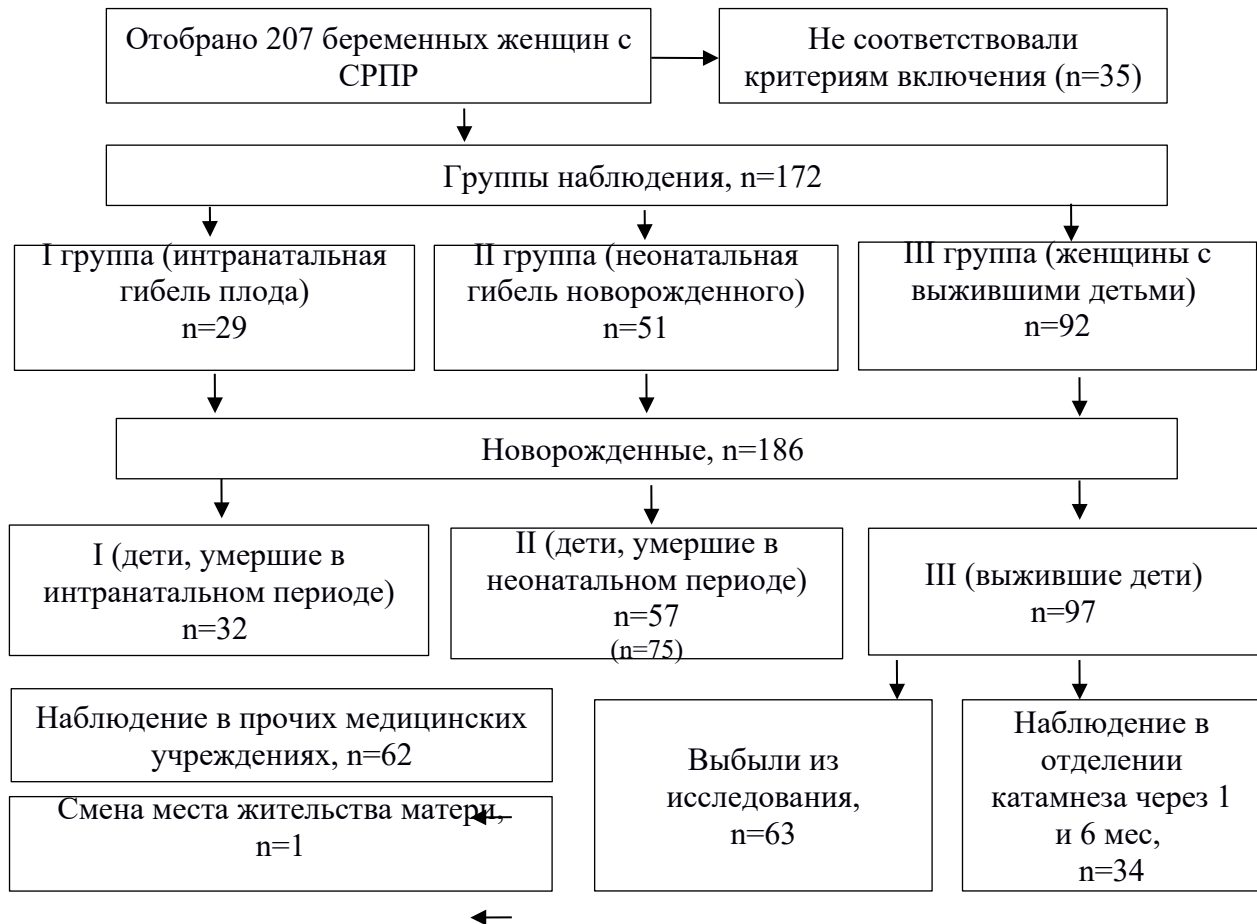 Отобрано 207 беременных женщин с
СРПР
Не соответствовали
критериям включения (n=35)
Группы наблюдения, n=172
I группа (интранатальная
гибель плода)
n=29
II группа (неонатальная
гибель новорожденного)
n=51
III группа (женщины с
выжившими детьми)
n=92
Новорожденные, n=186
I (дети, умершие в
интранатальном периоде)
n=32
II (дети, умершие в
неонатальном периоде)
n=57
(n=75)
III (выжившие дети)
n=97
Наблюдение в прочих медицинских
учреждениях, n=62
Смена места жительства матери,
n=1
Выбыли из
исследования,
n=63
Наблюдение в
отделении
катамнеза через 1
и 6 мес,
n=34